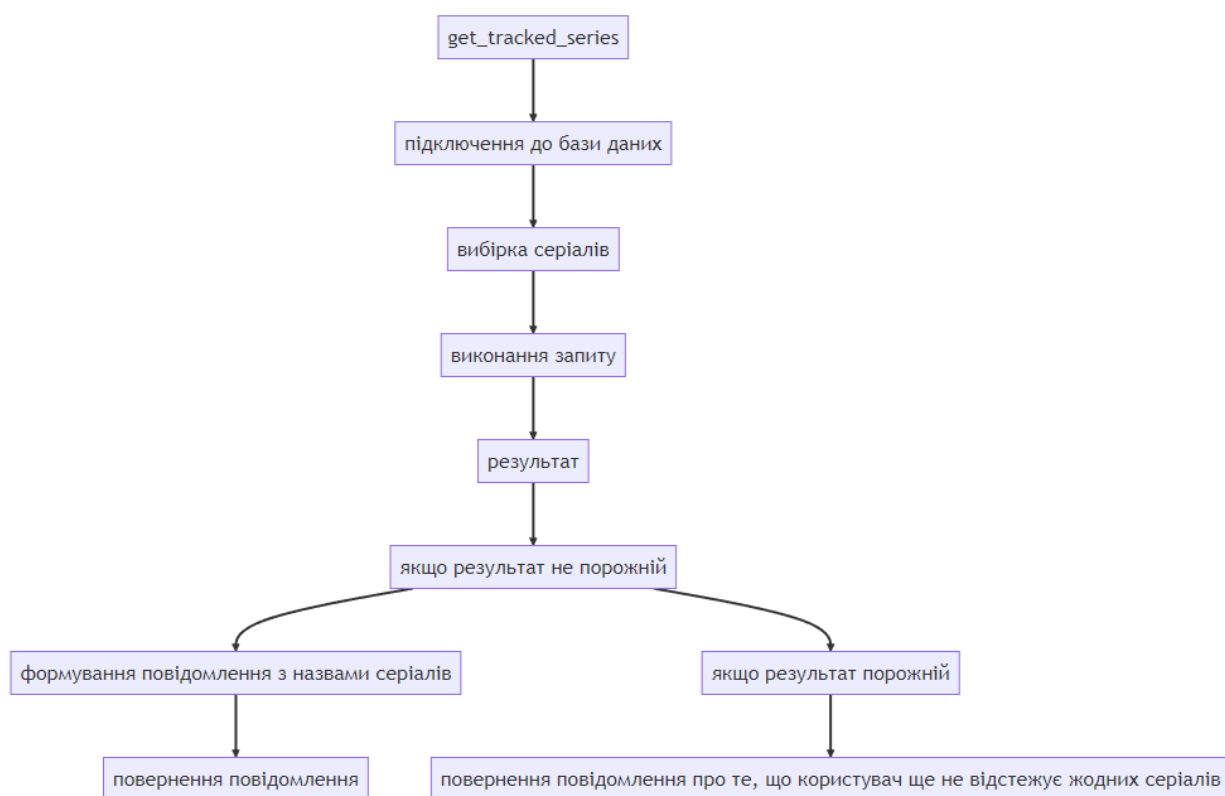 get_tracked_series
підключення до бази даних
вибірка серіалів
виконання запиту
результат
якщо результат не порожній
формування повідомлення з назвами серіалів
якщо результат порожній
повернення повідомлення
повернення повідомлення про те, що користувач ще не відстежує жодних серіалів